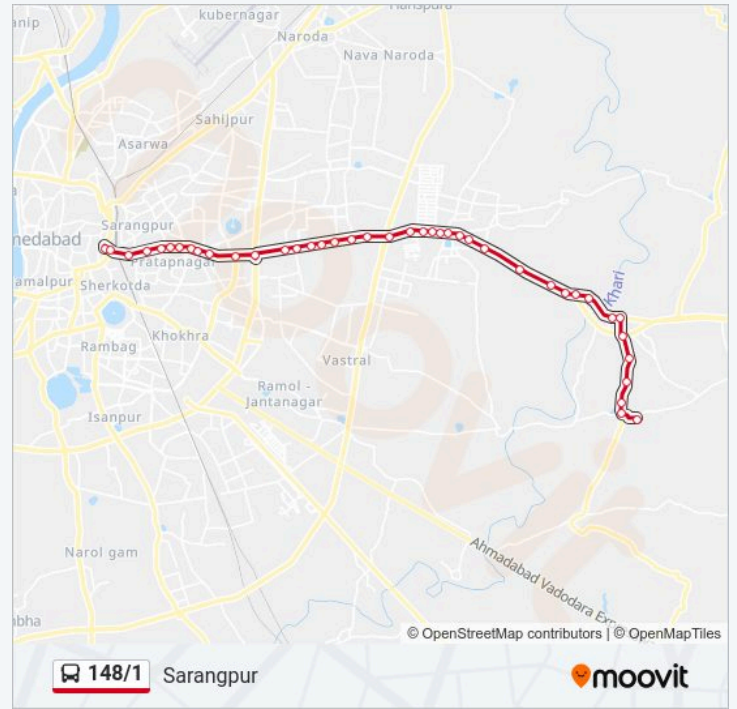 kubernagar
Naroda
Nava Naroda
Sahijpur
Asarwa
Sarangpur
Pratapnagar
Sherkotda
Khokhra
Rambag
Vastral
Khari
Ramol -
Jantanagar
Isanpur
Narol gam
Ahmadabad Vadodara Exp
© OpenStreetMap contributors | © OpenMapTiles
148/1 Sarangpur
moovit